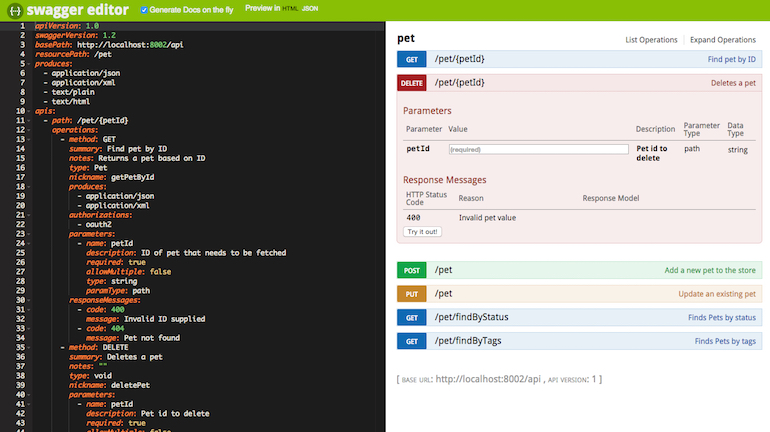 swagger editor Generate Docs on the fly Preview in HTML JSON
1 apiVersion: 1.0
2 swaggerVersion: 1.2
3 basePath: http://localhost:8002/api
4 resourcePath: /pet
5 produces:
6 - application/json
7 - application/xml
8 - text/plain
9 - text/html
10 apis:
11 - path: /pet/{petId}
12 operations:
13 - method: GET
14 summary: Find pet by ID
15 notes: Returns a pet based on ID
16 type: Pet
17 nickname: getPetById
18 produces:
19 - application/json
20 - application/xml
21 authorizations:
22 - oauth2
23 parameters:
24 - name: petId
25 description: ID of pet that needs to be fetched
26 required: true
27 allowMultiple: false
28 type: string
29 paramType: path
30 responseMessages:
31 - code: 400
32 message: Invalid ID supplied
33 - code: 404
34 message: Pet not found
35 - method: DELETE
36 summary: Deletes a pet
37 notes: ""
38 type: void
39 nickname: deletePet
40 parameters:
41 - name: petId
42 description: Pet id to delete
43 required: true
44 allowMultiple: false
pet
List Operations Expand Operations
GET /pet/{petId} Find pet by ID
DELETE /pet/{petId} Deletes a pet
Parameters
Parameter Value Description Parameter Type Data Type
petId (required) Pet id to delete path string
Response Messages
HTTP Status Code Reason Response Model
400 Invalid pet value
Try it out!
POST /pet Add a new pet to the store
PUT /pet Update an existing pet
GET /pet/findByStatus Finds Pets by status
GET /pet/findByTags Finds Pets by tags
[ BASE URL: http://localhost:8002/api , API VERSION: 1 ]